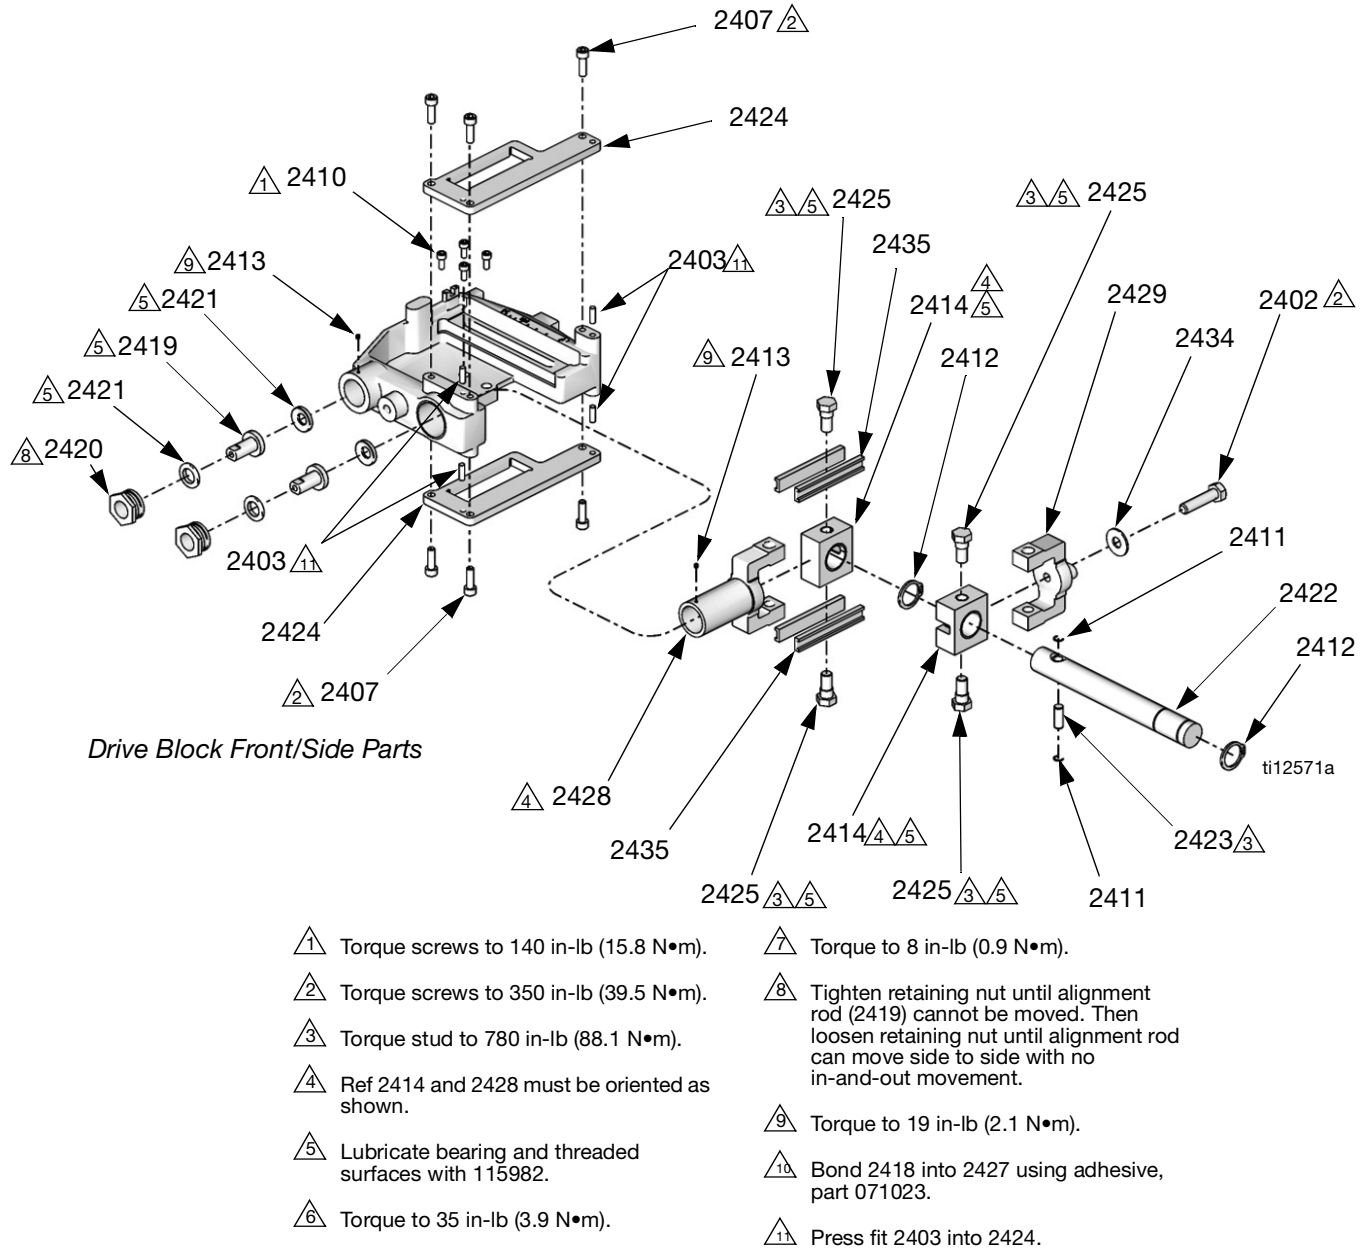 2407 2
2424
1 2410
3 5 2425
3 5 2425
2435
9 2413
2403 11
4
2414 5
2429
2402 2
5 2421
2434
5 2419
9 2413
2412
5 2421
8 2420
2411
2403 11
2422
2424
2412
2 2407
Drive Block Front/Side Parts
ti12571a
4 2428
2414 4 5
2423 3
2435
2425 3 5
2425 3 5
2411
1 Torque screws to 140 in-lb (15.8 N•m).
2 Torque screws to 350 in-lb (39.5 N•m).
3 Torque stud to 780 in-lb (88.1 N•m).
4 Ref 2414 and 2428 must be oriented as
shown.
5 Lubricate bearing and threaded
surfaces with 115982.
6 Torque to 35 in-lb (3.9 N•m).
7 Torque to 8 in-lb (0.9 N•m).
8 Tighten retaining nut until alignment
rod (2419) cannot be moved. Then
loosen retaining nut until alignment rod
can move side to side with no
in-and-out movement.
9 Torque to 19 in-lb (2.1 N•m).
10 Bond 2418 into 2427 using adhesive,
part 071023.
11 Press fit 2403 into 2424.